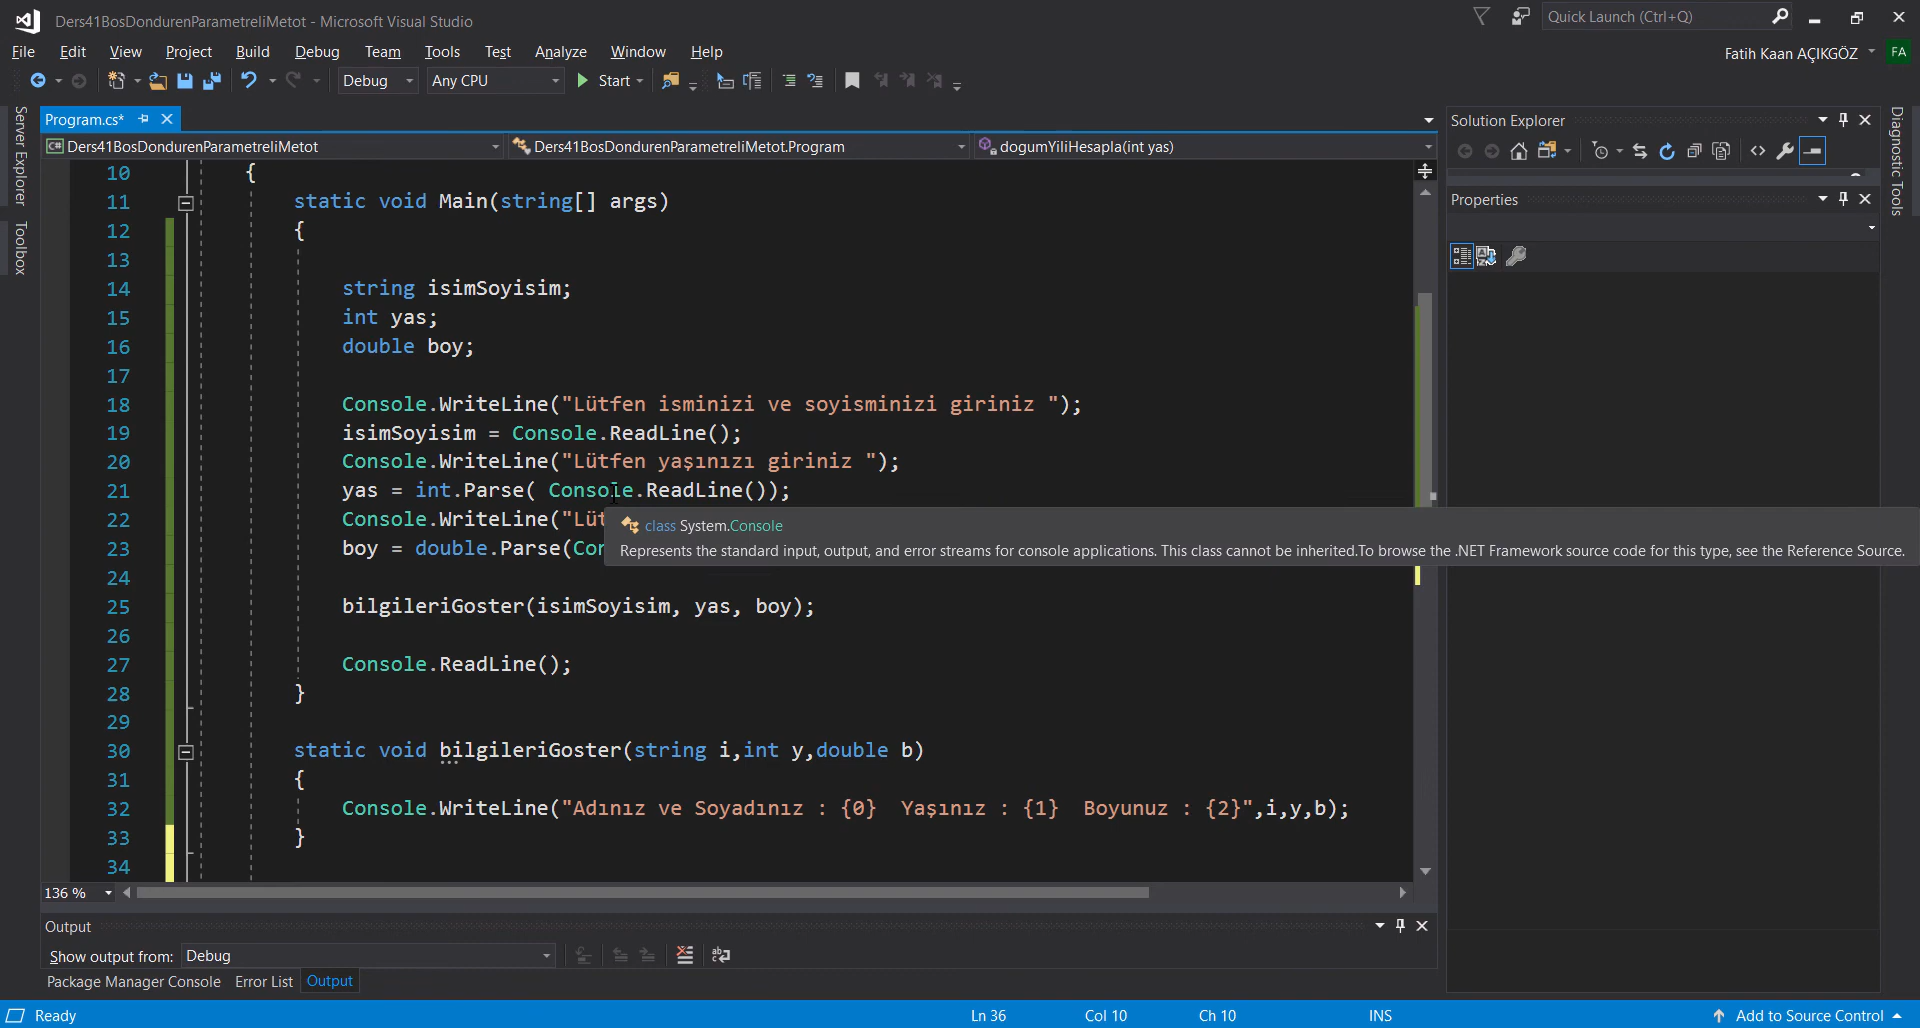 Ders41BosDondurenParametreliMetot - Microsoft Visual Studio
Quick Launch (Ctrl+Q)
File Edit View Project Build Debug Team Tools Test Analyze Window Help
Fatih Kaan AÇIKGÖZ FA
Debug Any CPU Start
Server Explorer
Toolbox
Program.cs*
Ders41BosDondurenParametreliMetot Ders41BosDondurenParametreliMetot.Program dogumYiliHesapla(int yas)
10 {
11 static void Main(string[] args)
12 {
13
14 string isimSoyisim;
15 int yas;
16 double boy;
17
18 Console.WriteLine("Lütfen isminizi ve soyisminizi giriniz ");
19 isimSoyisim = Console.ReadLine();
20 Console.WriteLine("Lütfen yaşınızı giriniz ");
21 yas = int.Parse( Console.ReadLine());
22 Console.WriteLine("Lüt
class System.Console
Represents the standard input, output, and error streams for console applications. This class cannot be inherited.To browse the .NET Framework source code for this type, see the Reference Source.
23 boy = double.Parse(Con
24
25 bilgileriGoster(isimSoyisim, yas, boy);
26
27 Console.ReadLine();
28 }
29
30 static void bilgileriGoster(string i,int y,double b)
31 {
32 Console.WriteLine("Adınız ve Soyadınız : {0}  Yaşınız : {1}  Boyunuz : {2}",i,y,b);
33 }
34
136 %
Output
Show output from: Debug
Package Manager Console Error List Output
Solution Explorer
Properties
Diagnostic Tools
Ready Ln 36 Col 10 Ch 10 INS Add to Source Control